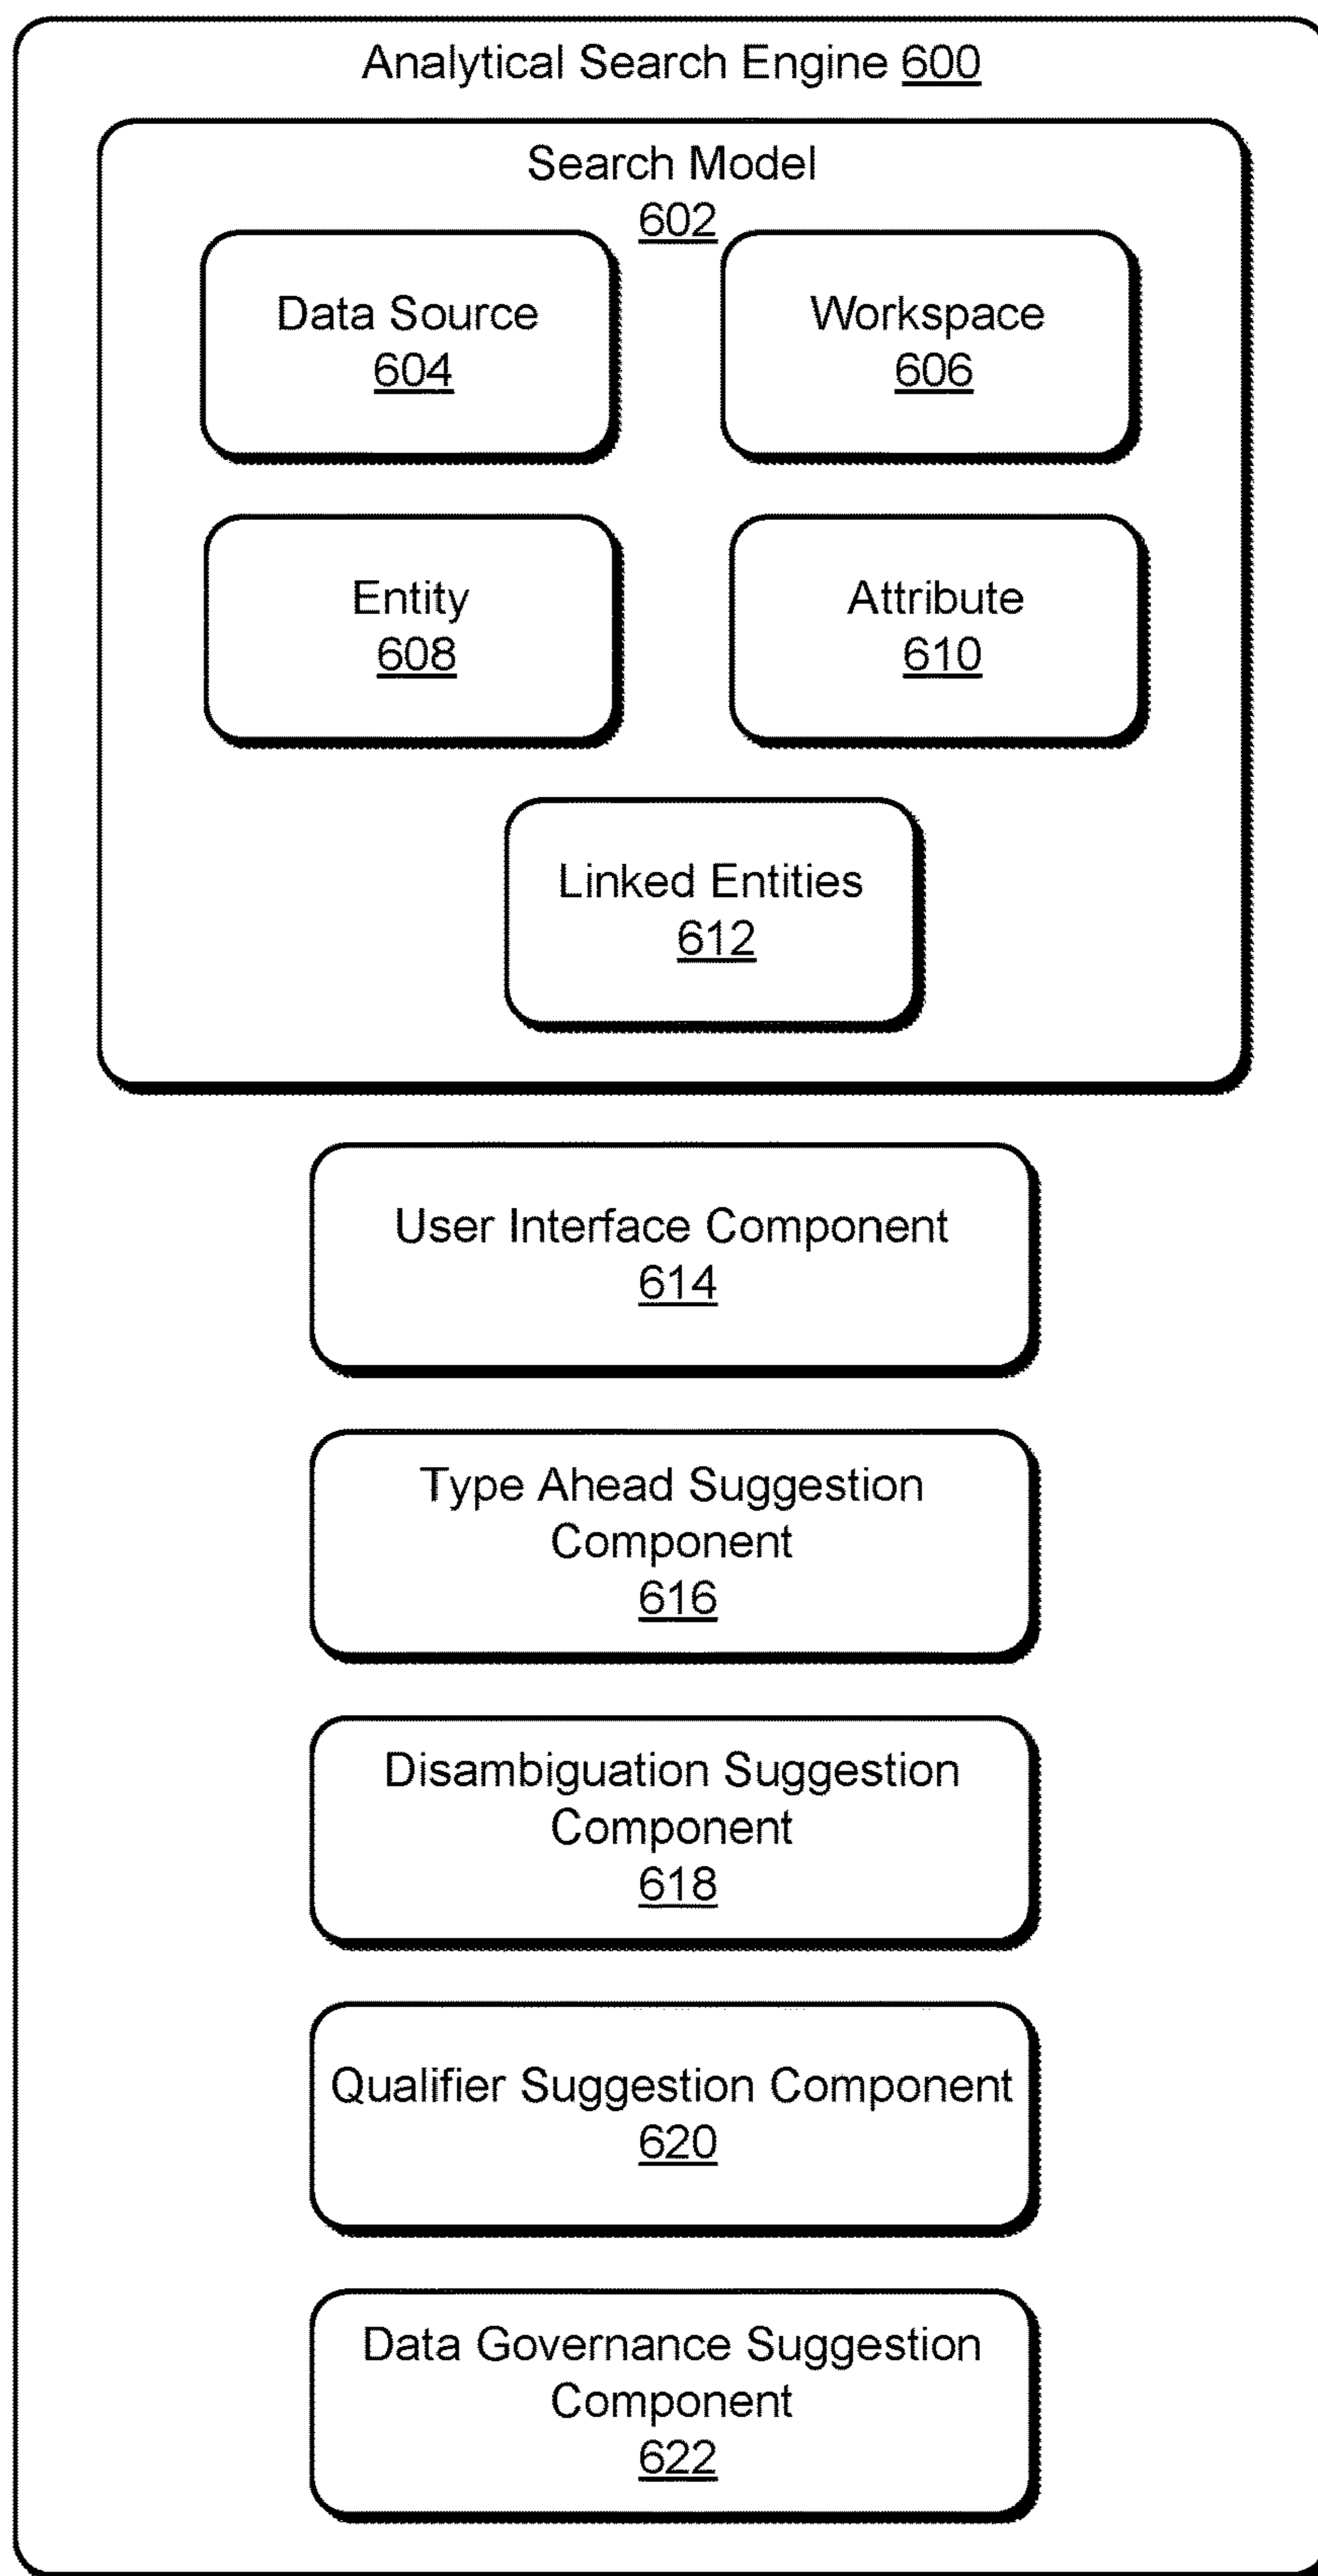 Analytical Search Engine 600
Search Model
602
Data Source
604
Workspace
606
Entity
608
Attribute
610
Linked Entities
612
User Interface Component
614
Type Ahead Suggestion
Component
616
Disambiguation Suggestion
Component
618
Qualifier Suggestion Component
620
Data Governance Suggestion
Component
622